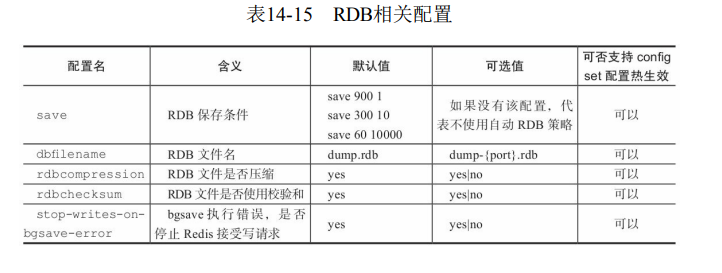 表14-15 RDB相关配置
配置名 含义 默认值 可选值 可否支持 config
set 配置热生效
save RDB 保存条件 save 900 1
save 300 10
save 60 10000 如果没有该配置，代
表不使用自动 RDB 策略 可以
dbfilename RDB 文件名 dump.rdb dump-{port}.rdb 可以
rdbcompression RDB 文件是否压缩 yes yes|no 可以
rdbchecksum RDB 文件是否使用校验和 yes yes|no 可以
stop-writes-on-
bgsave-error bgsave 执行错误，是否
停止 Redis 接受写请求 yes yes|no 可以